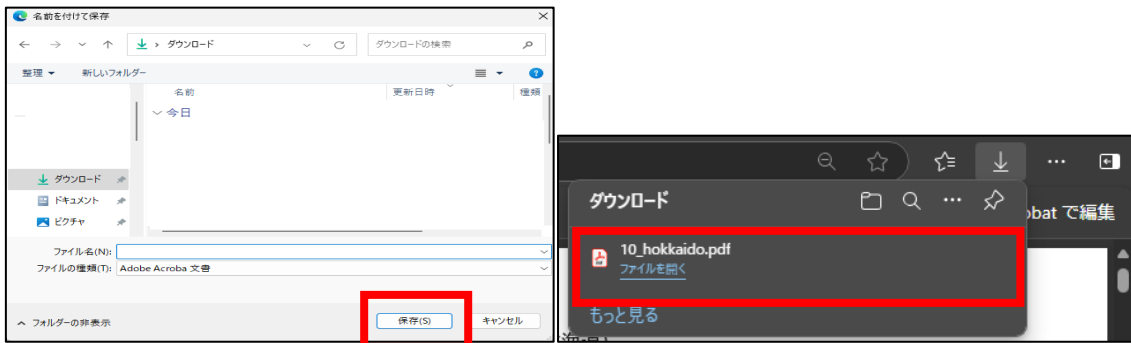 名前を付けて保存
ダウンロード
ダウンロードの検索
整理
新しいフォルダー
名前
更新日時
種類
今日
ダウンロード
ドキュメント
ピクチャ
ファイル名(N):
ファイルの種類(T): Adobe Acroba 文書
フォルダーの非表示
保存(S)
キャンセル
ダウンロード
obat で編集
10_hokkaido.pdf
ファイルを開く
もっと見る